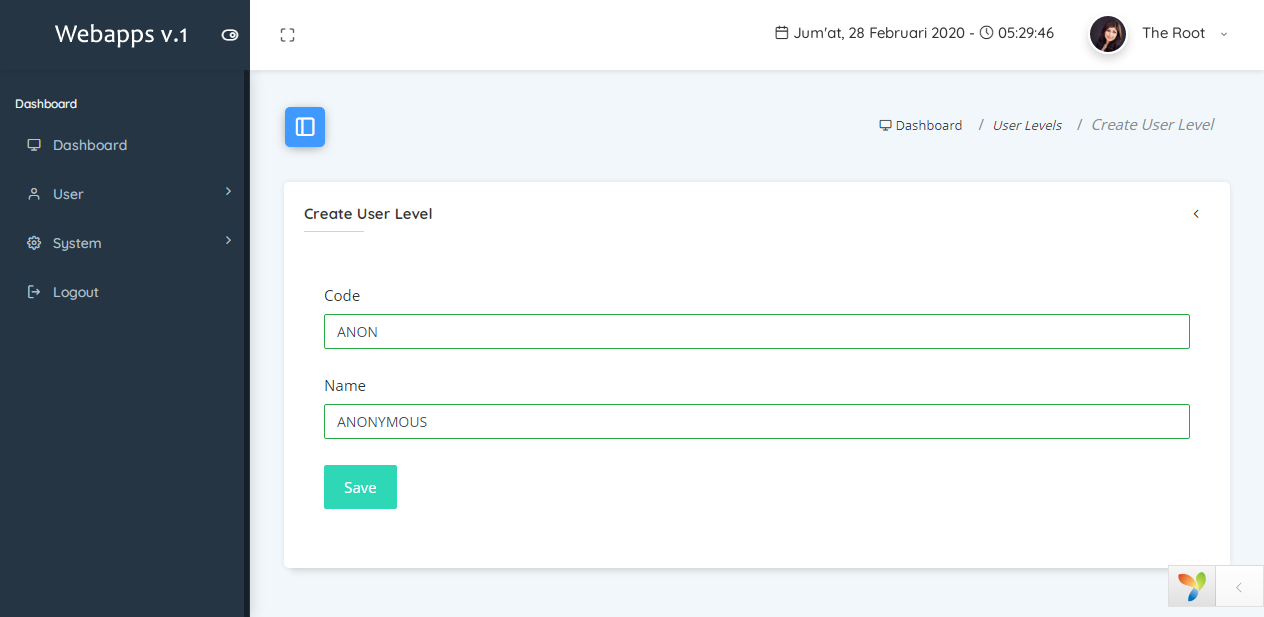 Webapps v.1
Jum'at, 28 Februari 2020 - 05:29:46
The Root
Dashboard
Dashboard
User
System
Logout
Dashboard / User Levels / Create User Level
Create User Level
Code
ANON
Name
ANONYMOUS
Save